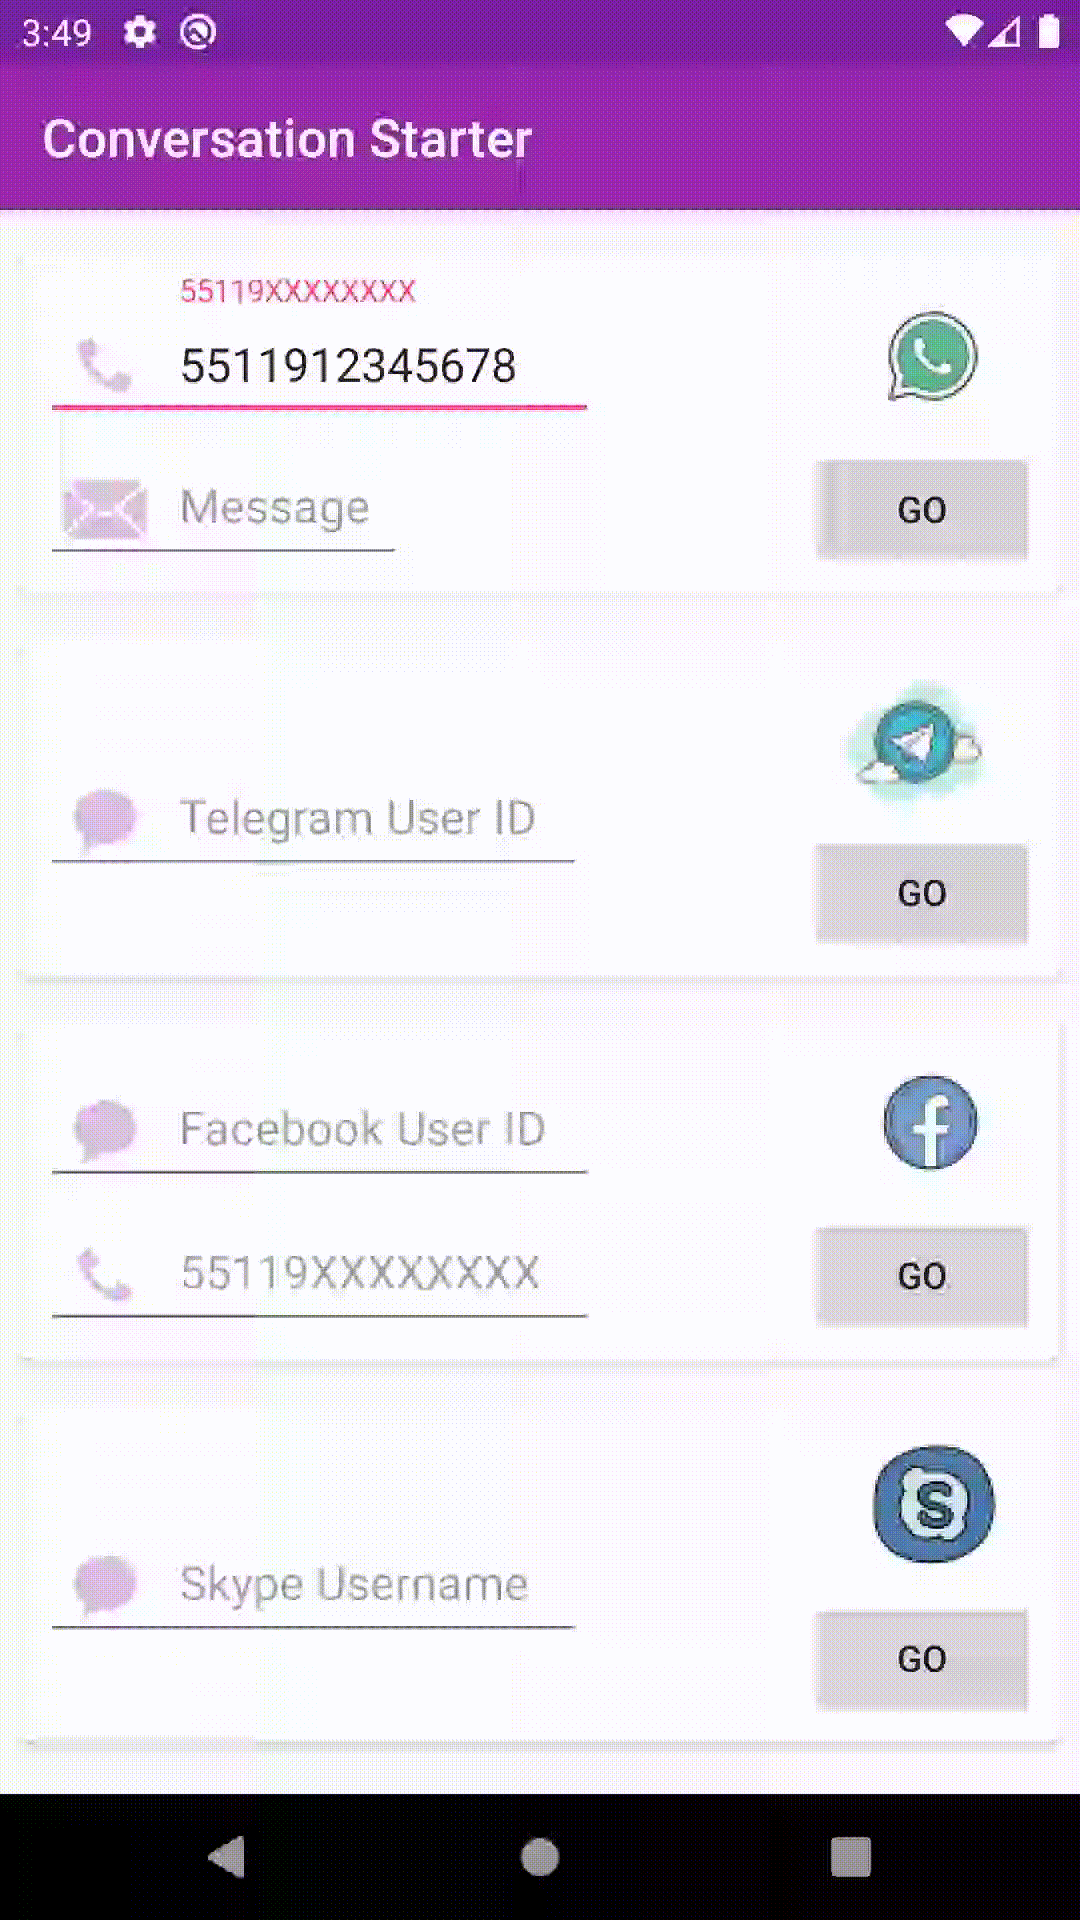 3:49
Conversation Starter
55119XXXXXXXX
5511912345678
Message
GO
Telegram User ID
GO
Facebook User ID
55119XXXXXXXX
GO
Skype Username
GO